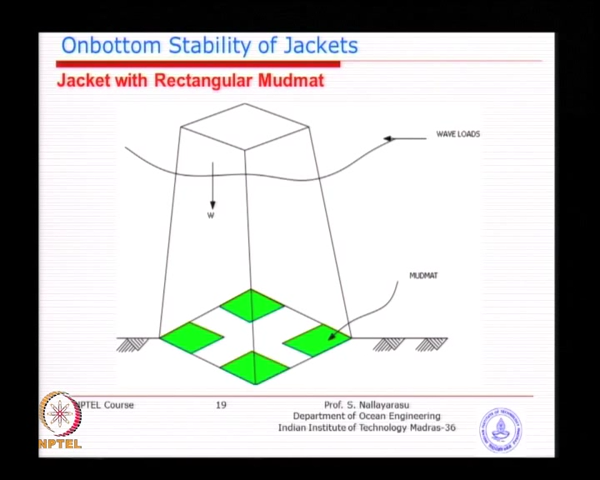 Onbottom Stability of Jackets
Jacket with Rectangular Mudmat
WAVE LOADS
W
MUDMAT
NPTEL Course 19 Prof. S. Nallayarasu
Department of Ocean Engineering
Indian Institute of Technology Madras-36
NPTEL